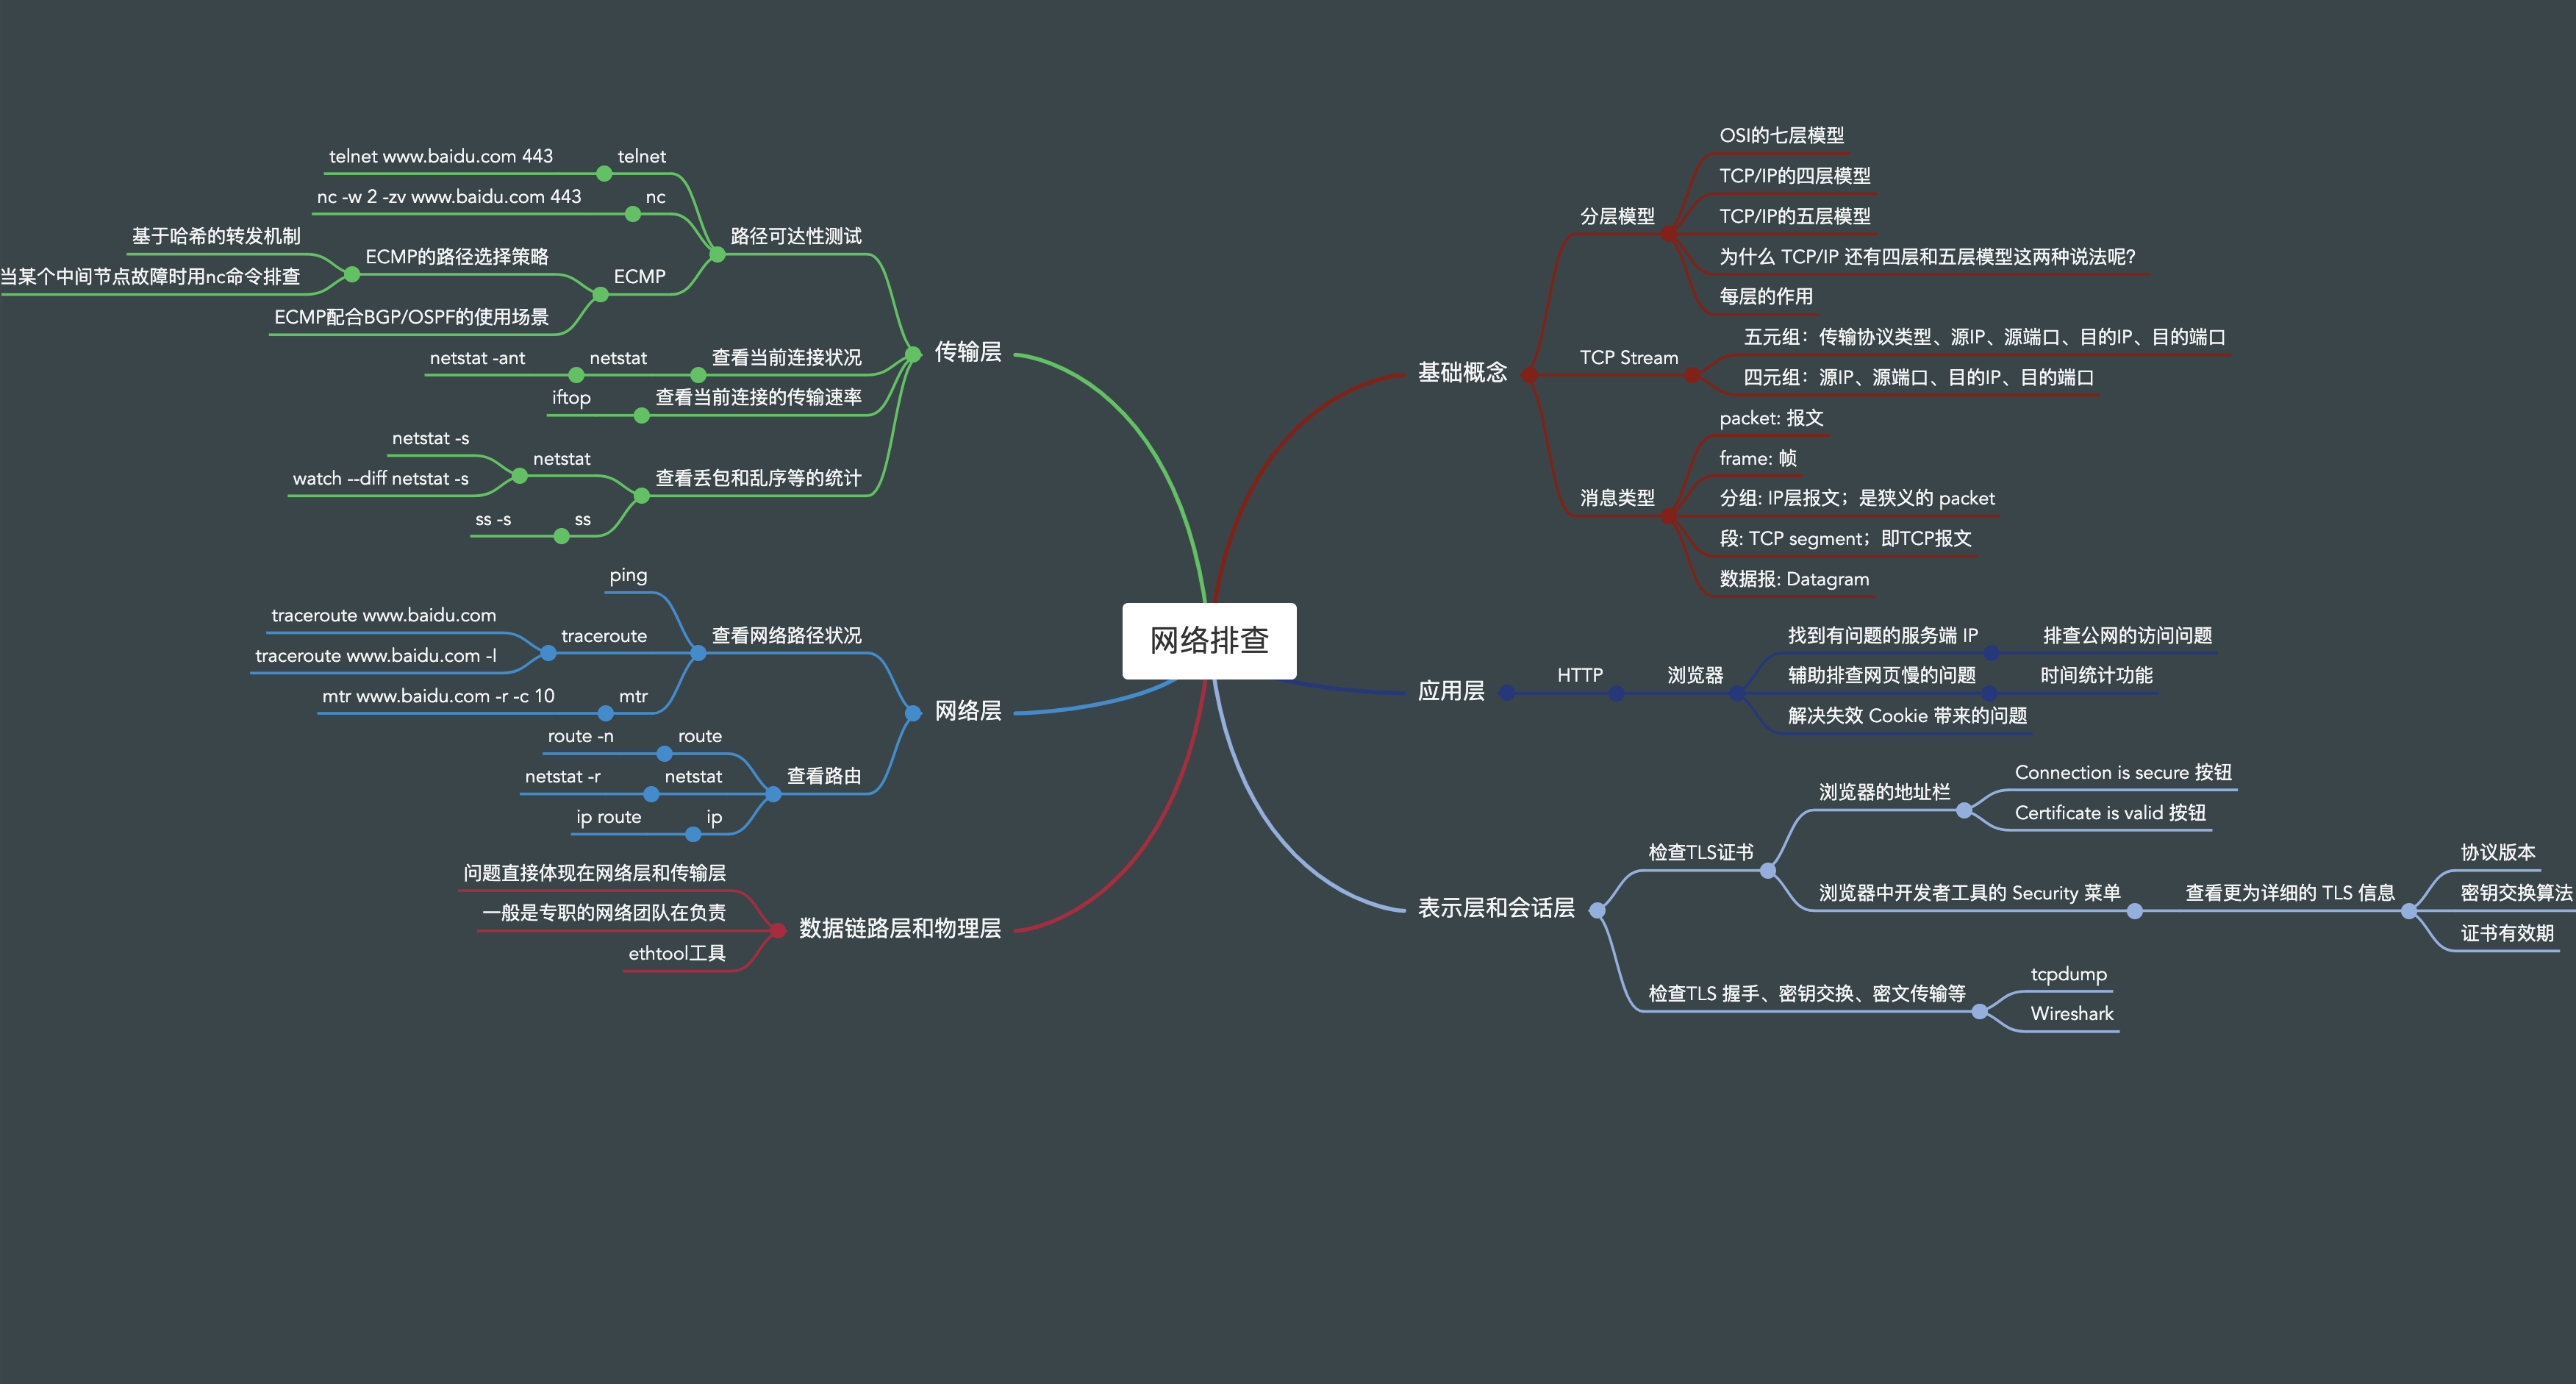 网络排查
基础概念
分层模型
OSI的七层模型
TCP/IP的四层模型
TCP/IP的五层模型
为什么 TCP/IP 还有四层和五层模型这两种说法呢?
每层的作用
TCP Stream
五元组：传输协议类型、源IP、源端口、目的IP、目的端口
四元组：源IP、源端口、目的IP、目的端口
消息类型
packet: 报文
frame: 帧
分组: IP层报文；是狭义的 packet
段: TCP segment；即TCP报文
数据报: Datagram
应用层
HTTP
浏览器
找到有问题的服务端 IP
排查公网的访问问题
辅助排查网页慢的问题
时间统计功能
解决失效 Cookie 带来的问题
表示层和会话层
检查TLS证书
浏览器的地址栏
Connection is secure 按钮
Certificate is valid 按钮
浏览器中开发者工具的 Security 菜单
查看更为详细的 TLS 信息
协议版本
密钥交换算法
证书有效期
检查TLS 握手、密钥交换、密文传输等
tcpdump
Wireshark
传输层
路径可达性测试
telnet
telnet www.baidu.com 443
nc
nc -w 2 -zv www.baidu.com 443
ECMP
ECMP的路径选择策略
基于哈希的转发机制
当某个中间节点故障时用nc命令排查
ECMP配合BGP/OSPF的使用场景
查看当前连接状况
netstat
netstat -ant
查看当前连接的传输速率
iftop
查看丢包和乱序等的统计
netstat
netstat -s
watch --diff netstat -s
ss
ss -s
网络层
查看网络路径状况
ping
traceroute
traceroute www.baidu.com
traceroute www.baidu.com -I
mtr
mtr www.baidu.com -r -c 10
查看路由
route
route -n
netstat
netstat -r
ip
ip route
数据链路层和物理层
问题直接体现在网络层和传输层
一般是专职的网络团队在负责
ethtool工具